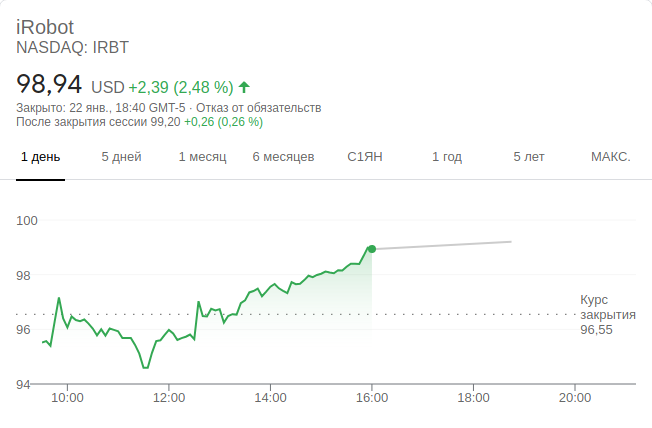 iRobot
NASDAQ: IRBT
98,94 USD +2,39 (2,48 %)
Закрыто: 22 янв., 18:40 GMT-5 · Отказ от обязательств
После закрытия сессии 99,20 +0,26 (0,26 %)
1 день 5 дней 1 месяц 6 месяцев С1ЯН 1 год 5 лет МАКС.
100
98
Курс
закрытия
96,55
96
94
10:00 12:00 14:00 16:00 18:00 20:00